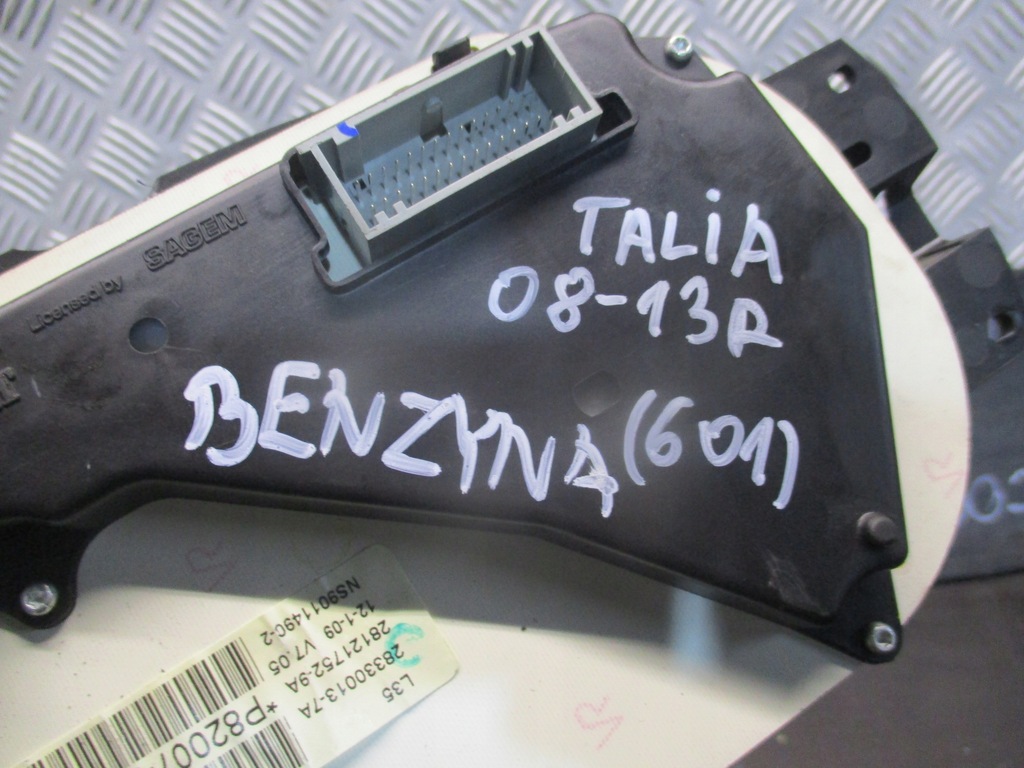 Licensed by SAGEM
TALiA
08-13R
BENZYNA (601)
L35
28330013-7A
28121752-9A
12-1-09 V7.05
NS9011490-2
*P8200